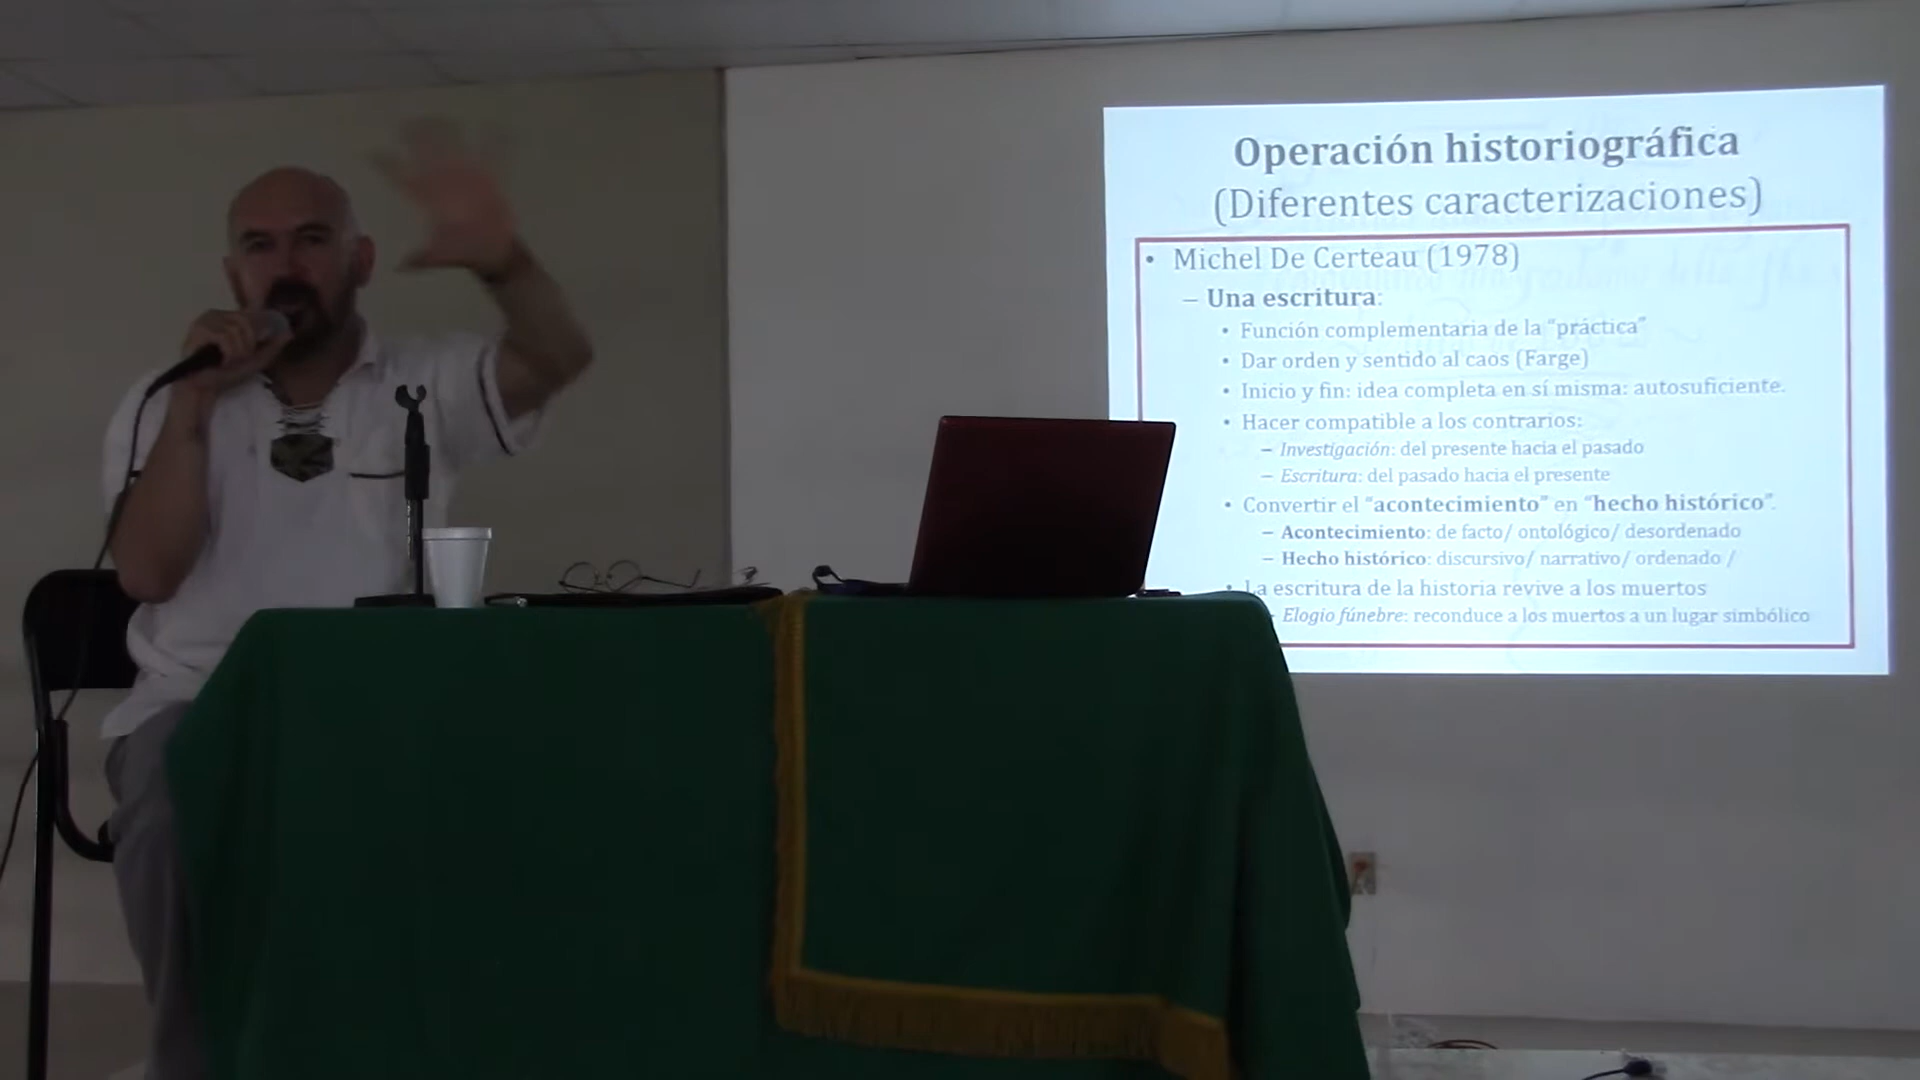 Operación historiográfica
(Diferentes caracterizaciones)
• Michel De Certeau (1978)
– Una escritura:
• Función complementaria de la “práctica”
• Dar orden y sentido al caos (Farge)
• Inicio y fin: idea completa en sí misma: autosuficiente.
• Hacer compatible a los contrarios:
– Investigación: del presente hacia el pasado
– Escritura: del pasado hacia el presente
• Convertir el “acontecimiento” en “hecho histórico”.
– Acontecimiento: de facto/ ontológico/ desordenado
– Hecho histórico: discursivo/ narrativo/ ordenado /
• La escritura de la historia revive a los muertos
- Elogio fúnebre: reconduce a los muertos a un lugar simbólico